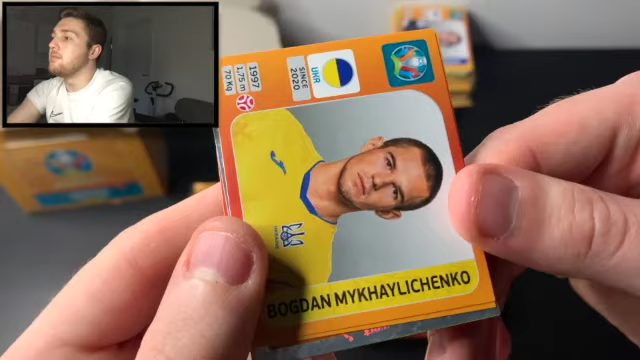 1997
1,75 m
70 Kg
SINCE
2020
UKR
BOGDAN MYKHAYLICHENKO